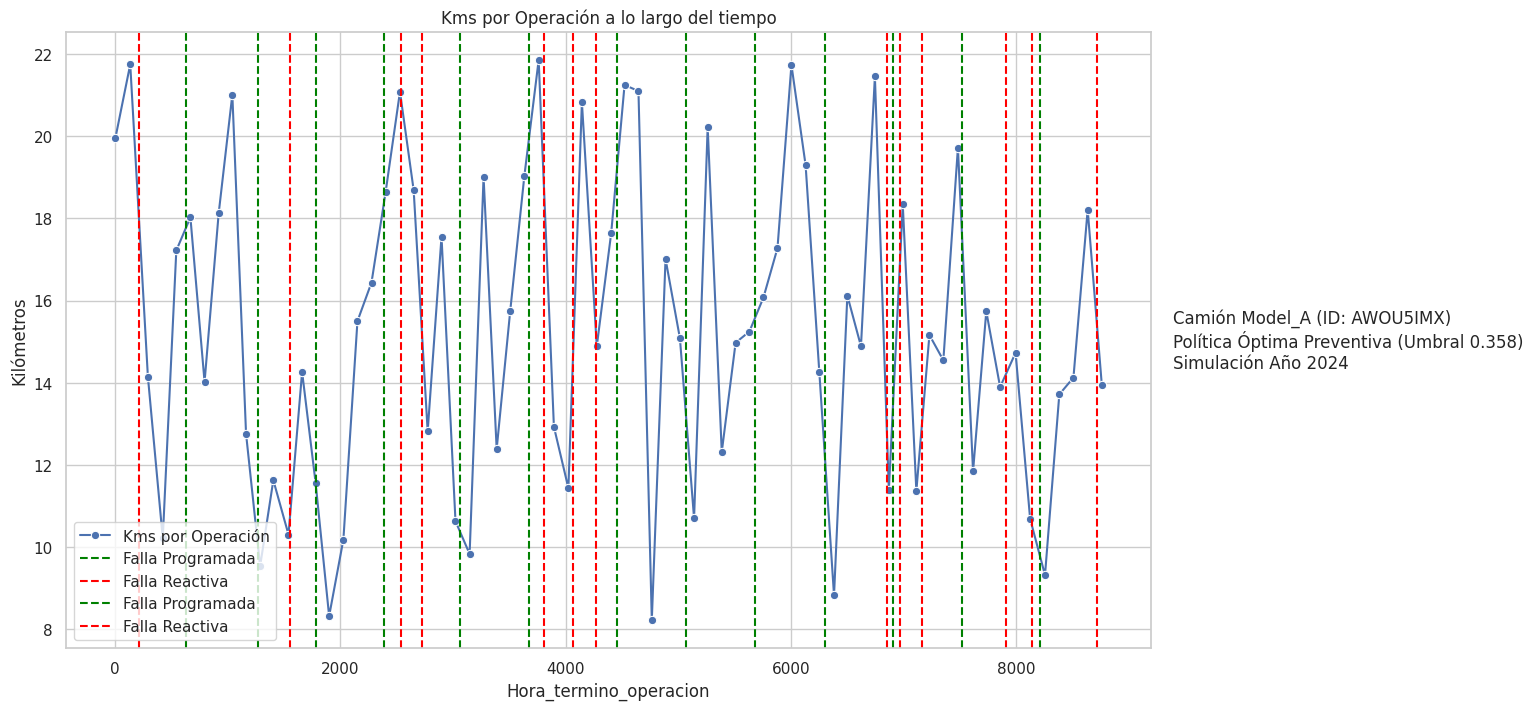 Kms por Operación a lo largo del tiempo
22
20
18
16
14
12
10
8
Kilómetros
0
2000
4000
6000
8000
Hora_termino_operacion
Kms por Operación
Falla Programada
Falla Reactiva
Falla Programada
Falla Reactiva
Camión Model_A (ID: AWOU5IMX)
Política Óptima Preventiva (Umbral 0.358)
Simulación Año 2024